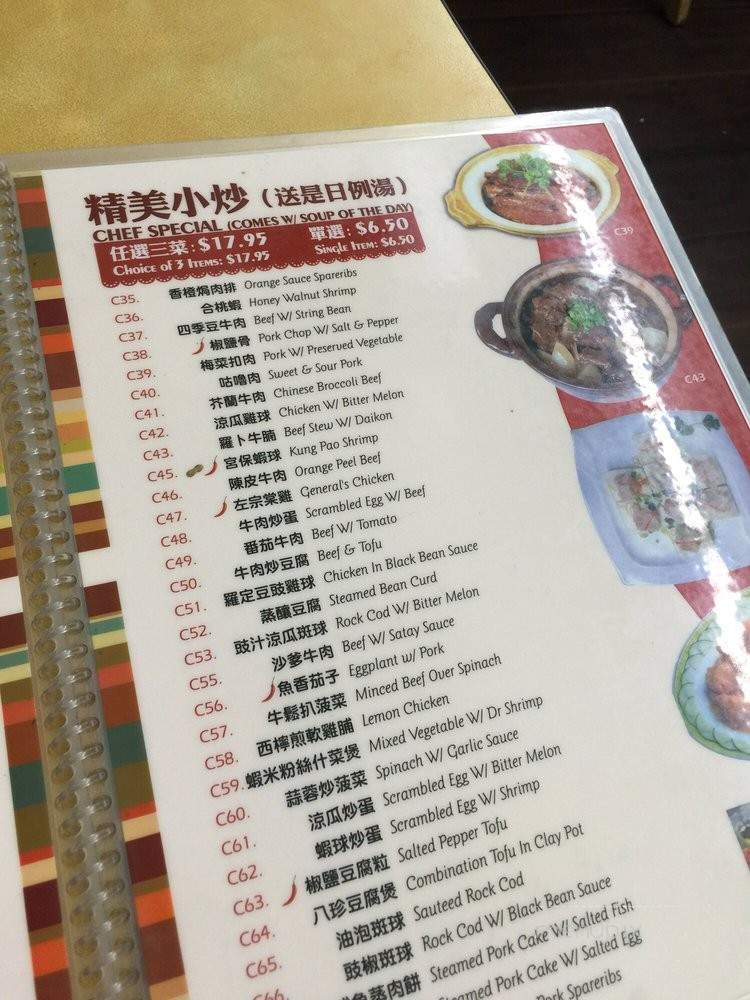 精美小炒（送是日例湯）
CHEF SPECIAL (COMES W/ SOUP OF THE DAY)
任選三菜：$17.95 單選：$6.50
CHOICE OF 3 ITEMS: $17.95 SINGLE ITEM: $6.50
C35. 香橙焗肉排 Orange Sauce Spareribs
C36. 合桃蝦 Honey Walnut Shrimp
C37. 四季豆牛肉 Beef W/ String Bean
C38. 椒鹽骨 Pork Chop W/ Salt & Pepper
C39. 梅菜扣肉 Pork W/ Preserved Vegetable
C40. 咕嚕肉 Sweet & Sour Pork
C41. 芥蘭牛肉 Chinese Broccoli Beef
C42. 涼瓜雞球 Chicken W/ Bitter Melon
C43. 羅卜牛腩 Beef Stew W/ Daikon
C45. 宮保蝦球 Kung Pao Shrimp
C46. 陳皮牛肉 Orange Peel Beef
C47. 左宗棠雞 General's Chicken
C48. 牛肉炒蛋 Scrambled Egg W/ Beef
C49. 番茄牛肉 Beef W/ Tomato
C50. 牛肉炒豆腐 Beef & Tofu
C51. 羅定豆豉雞球 Chicken In Black Bean Sauce
C52. 蒸釀豆腐 Steamed Bean Curd
C53. 豉汁涼瓜斑球 Rock Cod W/ Bitter Melon
C55. 沙爹牛肉 Beef W/ Satay Sauce
C56. 魚香茄子 Eggplant w/ Pork
C57. 牛鬆扒菠菜 Minced Beef Over Spinach
C58. 西檸煎軟雞脯 Lemon Chicken
C59. 蝦米粉絲什菜煲 Mixed Vegetable W/ Dr Shrimp
C60. 蒜蓉炒菠菜 Spinach W/ Garlic Sauce
C61. 涼瓜炒蛋 Scrambled Egg W/ Bitter Melon
C62. 蝦球炒蛋 Scrambled Egg W/ Shrimp
C63. 椒鹽豆腐粒 Salted Pepper Tofu
C64. 八珍豆腐煲 Combination Tofu In Clay Pot
C65. 油泡斑球 Sauteed Rock Cod
C66. 豉椒斑球 Rock Cod W/ Black Bean Sauce
魚蒸肉餅 Steamed Pork Cake W/ Salted Fish
Steamed Pork Cake W/ Salted Egg
Spareribs
C39
C43